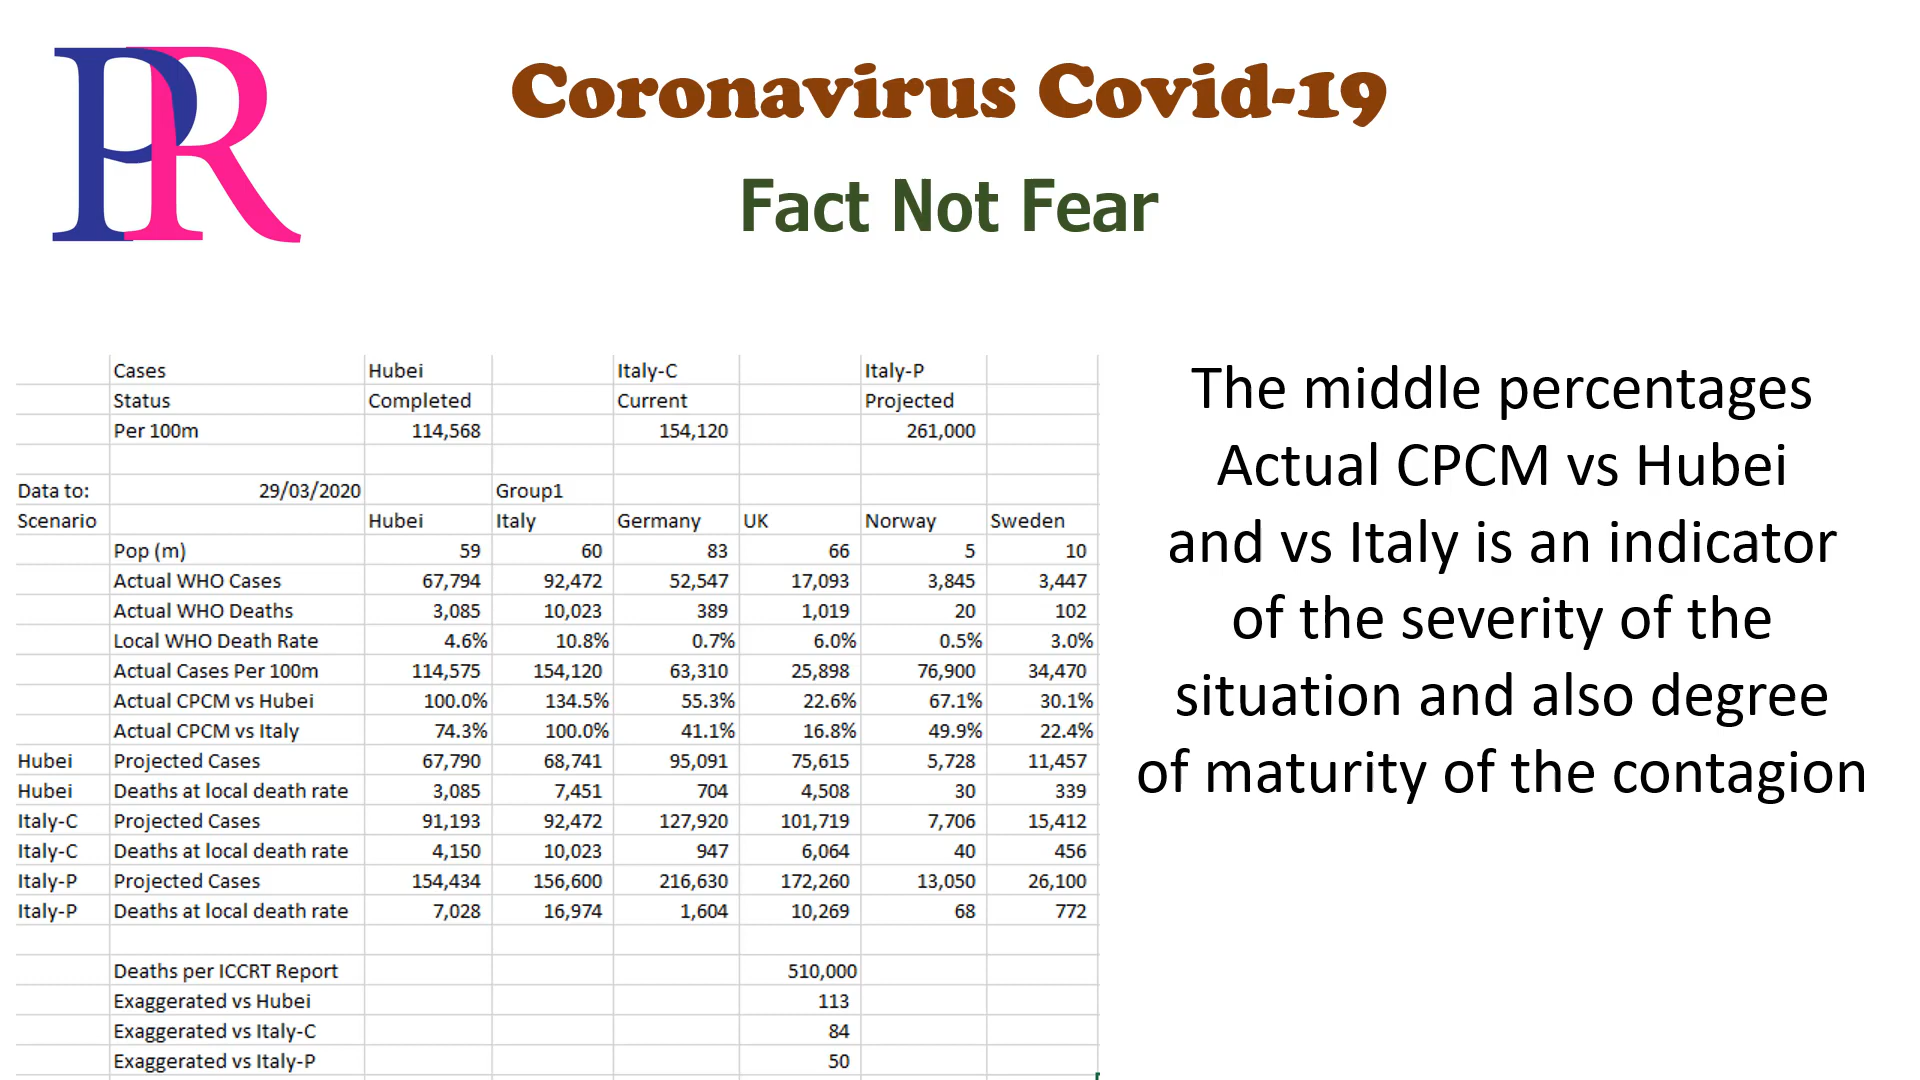 PR
Coronavirus Covid-19
Fact Not Fear
Cases Hubei Italy-C Italy-P
Status Completed Current Projected
Per 100m 114,568 154,120 261,000
Data to: 29/03/2020 Group1
Scenario Hubei Italy Germany UK Norway Sweden
Pop (m) 59 60 83 66 5 10
Actual WHO Cases 67,794 92,472 52,547 17,093 3,845 3,447
Actual WHO Deaths 3,085 10,023 389 1,019 20 102
Local WHO Death Rate 4.6% 10.8% 0.7% 6.0% 0.5% 3.0%
Actual Cases Per 100m 114,575 154,120 63,310 25,898 76,900 34,470
Actual CPCM vs Hubei 100.0% 134.5% 55.3% 22.6% 67.1% 30.1%
Actual CPCM vs Italy 74.3% 100.0% 41.1% 16.8% 49.9% 22.4%
Hubei Projected Cases 67,790 68,741 95,091 75,615 5,728 11,457
Hubei Deaths at local death rate 3,085 7,451 704 4,508 30 339
Italy-C Projected Cases 91,193 92,472 127,920 101,719 7,706 15,412
Italy-C Deaths at local death rate 4,150 10,023 947 6,064 40 456
Italy-P Projected Cases 154,434 156,600 216,630 172,260 13,050 26,100
Italy-P Deaths at local death rate 7,028 16,974 1,604 10,269 68 772
Deaths per ICCRT Report 510,000
Exaggerated vs Hubei 113
Exaggerated vs Italy-C 84
Exaggerated vs Italy-P 50
The middle percentages
Actual CPCM vs Hubei
and vs Italy is an indicator
of the severity of the
situation and also degree
of maturity of the contagion